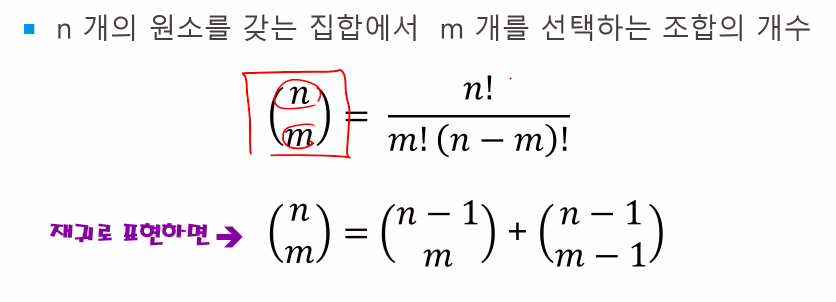 n 개의 원소를 갖는 집합에서 m 개를 선택하는 조합의 개수
(n m) = n! / m! (n − m)!
재귀로 표현하면 → (n m) = (n − 1 m) + (n − 1 m − 1)